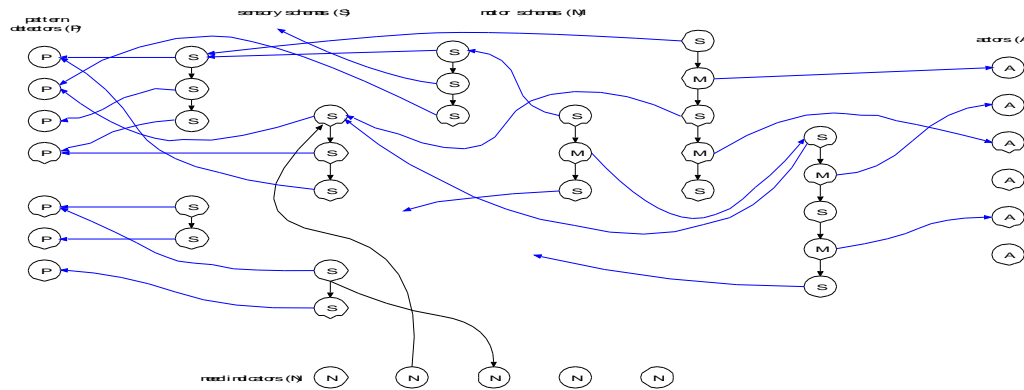 pattern
detectors (P)
sensory schemas (S)
motor schemas (M)
actors (A
S
S
P S
A
M
S
P S
A
S S S S
P S
S A
P S M M
M A
S S S
P S S A
P S M A
P S
S
S
need indicators (N) N N N N N